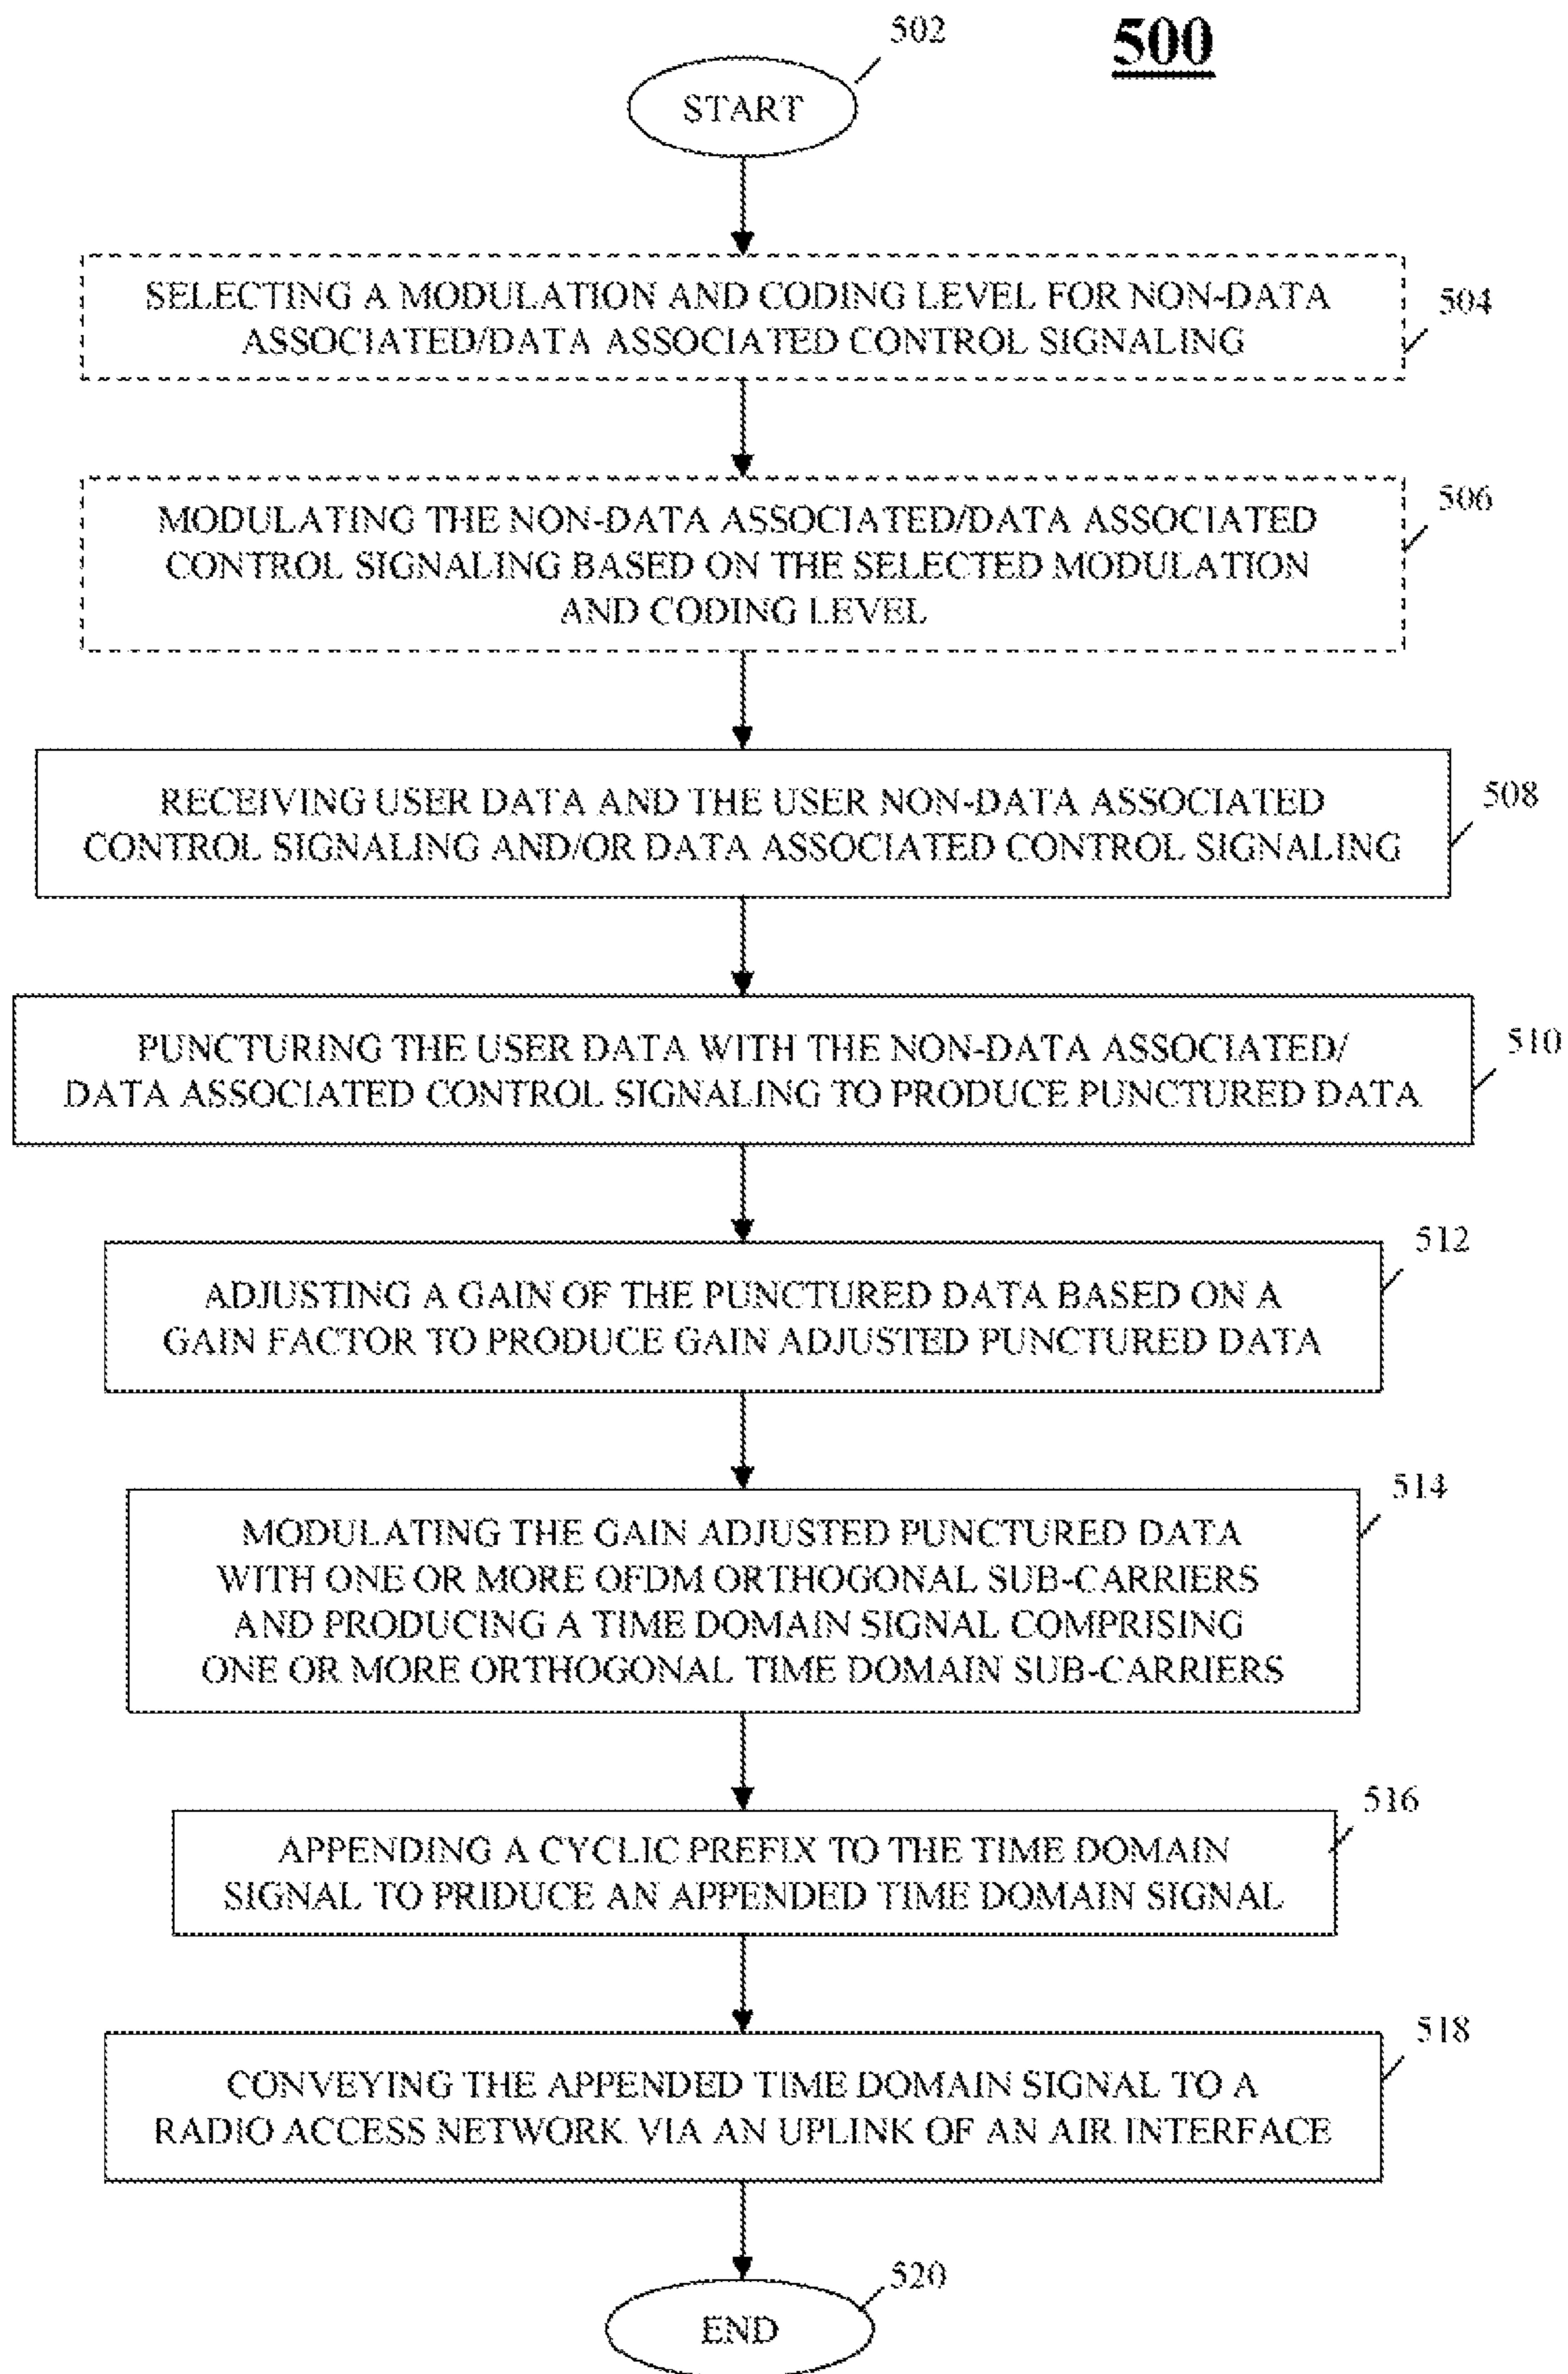 502
500
START
SELECTING A MODULATION AND CODING LEVEL FOR NON-DATA
ASSOCIATED/DATA ASSOCIATED CONTROL SIGNALING
504
MODULATING THE NON-DATA ASSOCIATED/DATA ASSOCIATED
CONTROL SIGNALING BASED ON THE SELECTED MODULATION
AND CODING LEVEL
506
RECEIVING USER DATA AND THE USER NON-DATA ASSOCIATED
CONTROL SIGNALING AND/OR DATA ASSOCIATED CONTROL SIGNALING
508
PUNCTURING THE USER DATA WITH THE NON-DATA ASSOCIATED/
DATA ASSOCIATED CONTROL SIGNALING TO PRODUCE PUNCTURED DATA
510
512
ADJUSTING A GAIN OF THE PUNCTURED DATA BASED ON A
GAIN FACTOR TO PRODUCE GAIN ADJUSTED PUNCTURED DATA
514
MODULATING THE GAIN ADJUSTED PUNCTURED DATA
WITH ONE OR MORE OFDM ORTHOGONAL SUB-CARRIERS
AND PRODUCING A TIME DOMAIN SIGNAL COMPRISING
ONE OR MORE ORTHOGONAL TIME DOMAIN SUB-CARRIERS
516
APPENDING A CYCLIC PREFIX TO THE TIME DOMAIN
SIGNAL TO PRIDUCE AN APPENDED TIME DOMAIN SIGNAL
518
CONVEYING THE APPENDED TIME DOMAIN SIGNAL TO A
RADIO ACCESS NETWORK VIA AN UPLINK OF AN AIR INTERFACE
520
END